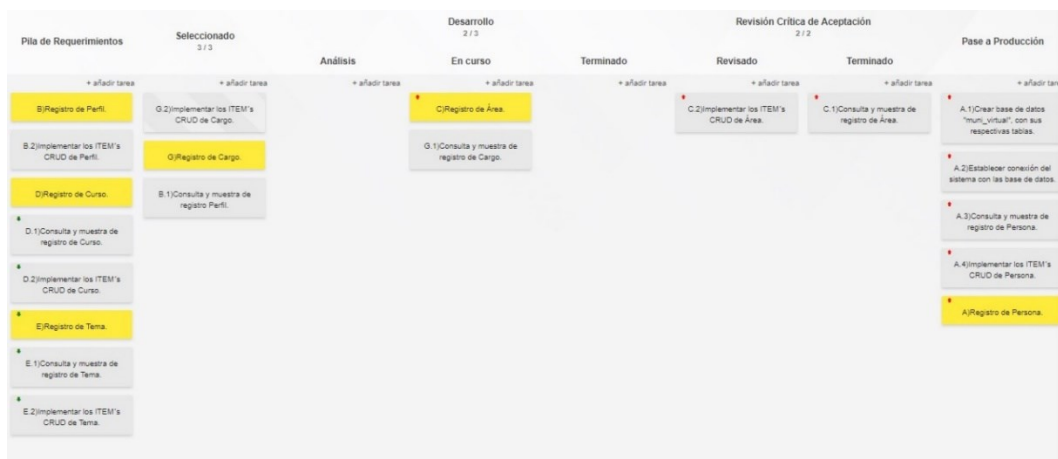 Pila de Requerimientos
Seleccionado
3 / 3
Desarrollo
2 / 3
Análisis
En curso
Terminado
Revisión Crítica de Aceptación
2 / 2
Revisado
Terminado
Pase a Producción
+ añadir tarea
+ añadir tarea
+ añadir tarea
+ añadir tarea
+ añadir tarea
+ añadir tarea
+ añadir tarea
+ añadir tare
B)Registro de Perfil.
B.2)Implementar los ITEM's
CRUD de Perfil.
D)Registro de Curso.
D.1)Consulta y muestra de
registro de Curso.
D.2)Implementar los ITEM's
CRUD de Curso.
E)Registro de Tema.
E.1)Consulta y muestra de
registro de Tema.
E.2)Implementar los ITEM's
CRUD de Tema.
G.2)Implementar los ITEM's
CRUD de Cargo.
G)Registro de Cargo.
B.1)Consulta y muestra de
registro Perfil.
C)Registro de Área.
G.1)Consulta y muestra de
registro de Cargo.
C.2)Implementar los ITEM's
CRUD de Área.
C.1)Consulta y muestra de
registro de Área.
A.1)Crear base de datos
"muni_virtual", con sus
respectivas tablas.
A.2)Establecer conexión del
sistema con las base de datos.
A.3)Consulta y muestra de
registro de Persona.
A.4)Implementar los ITEM's
CRUD de Persona.
A)Registro de Persona.